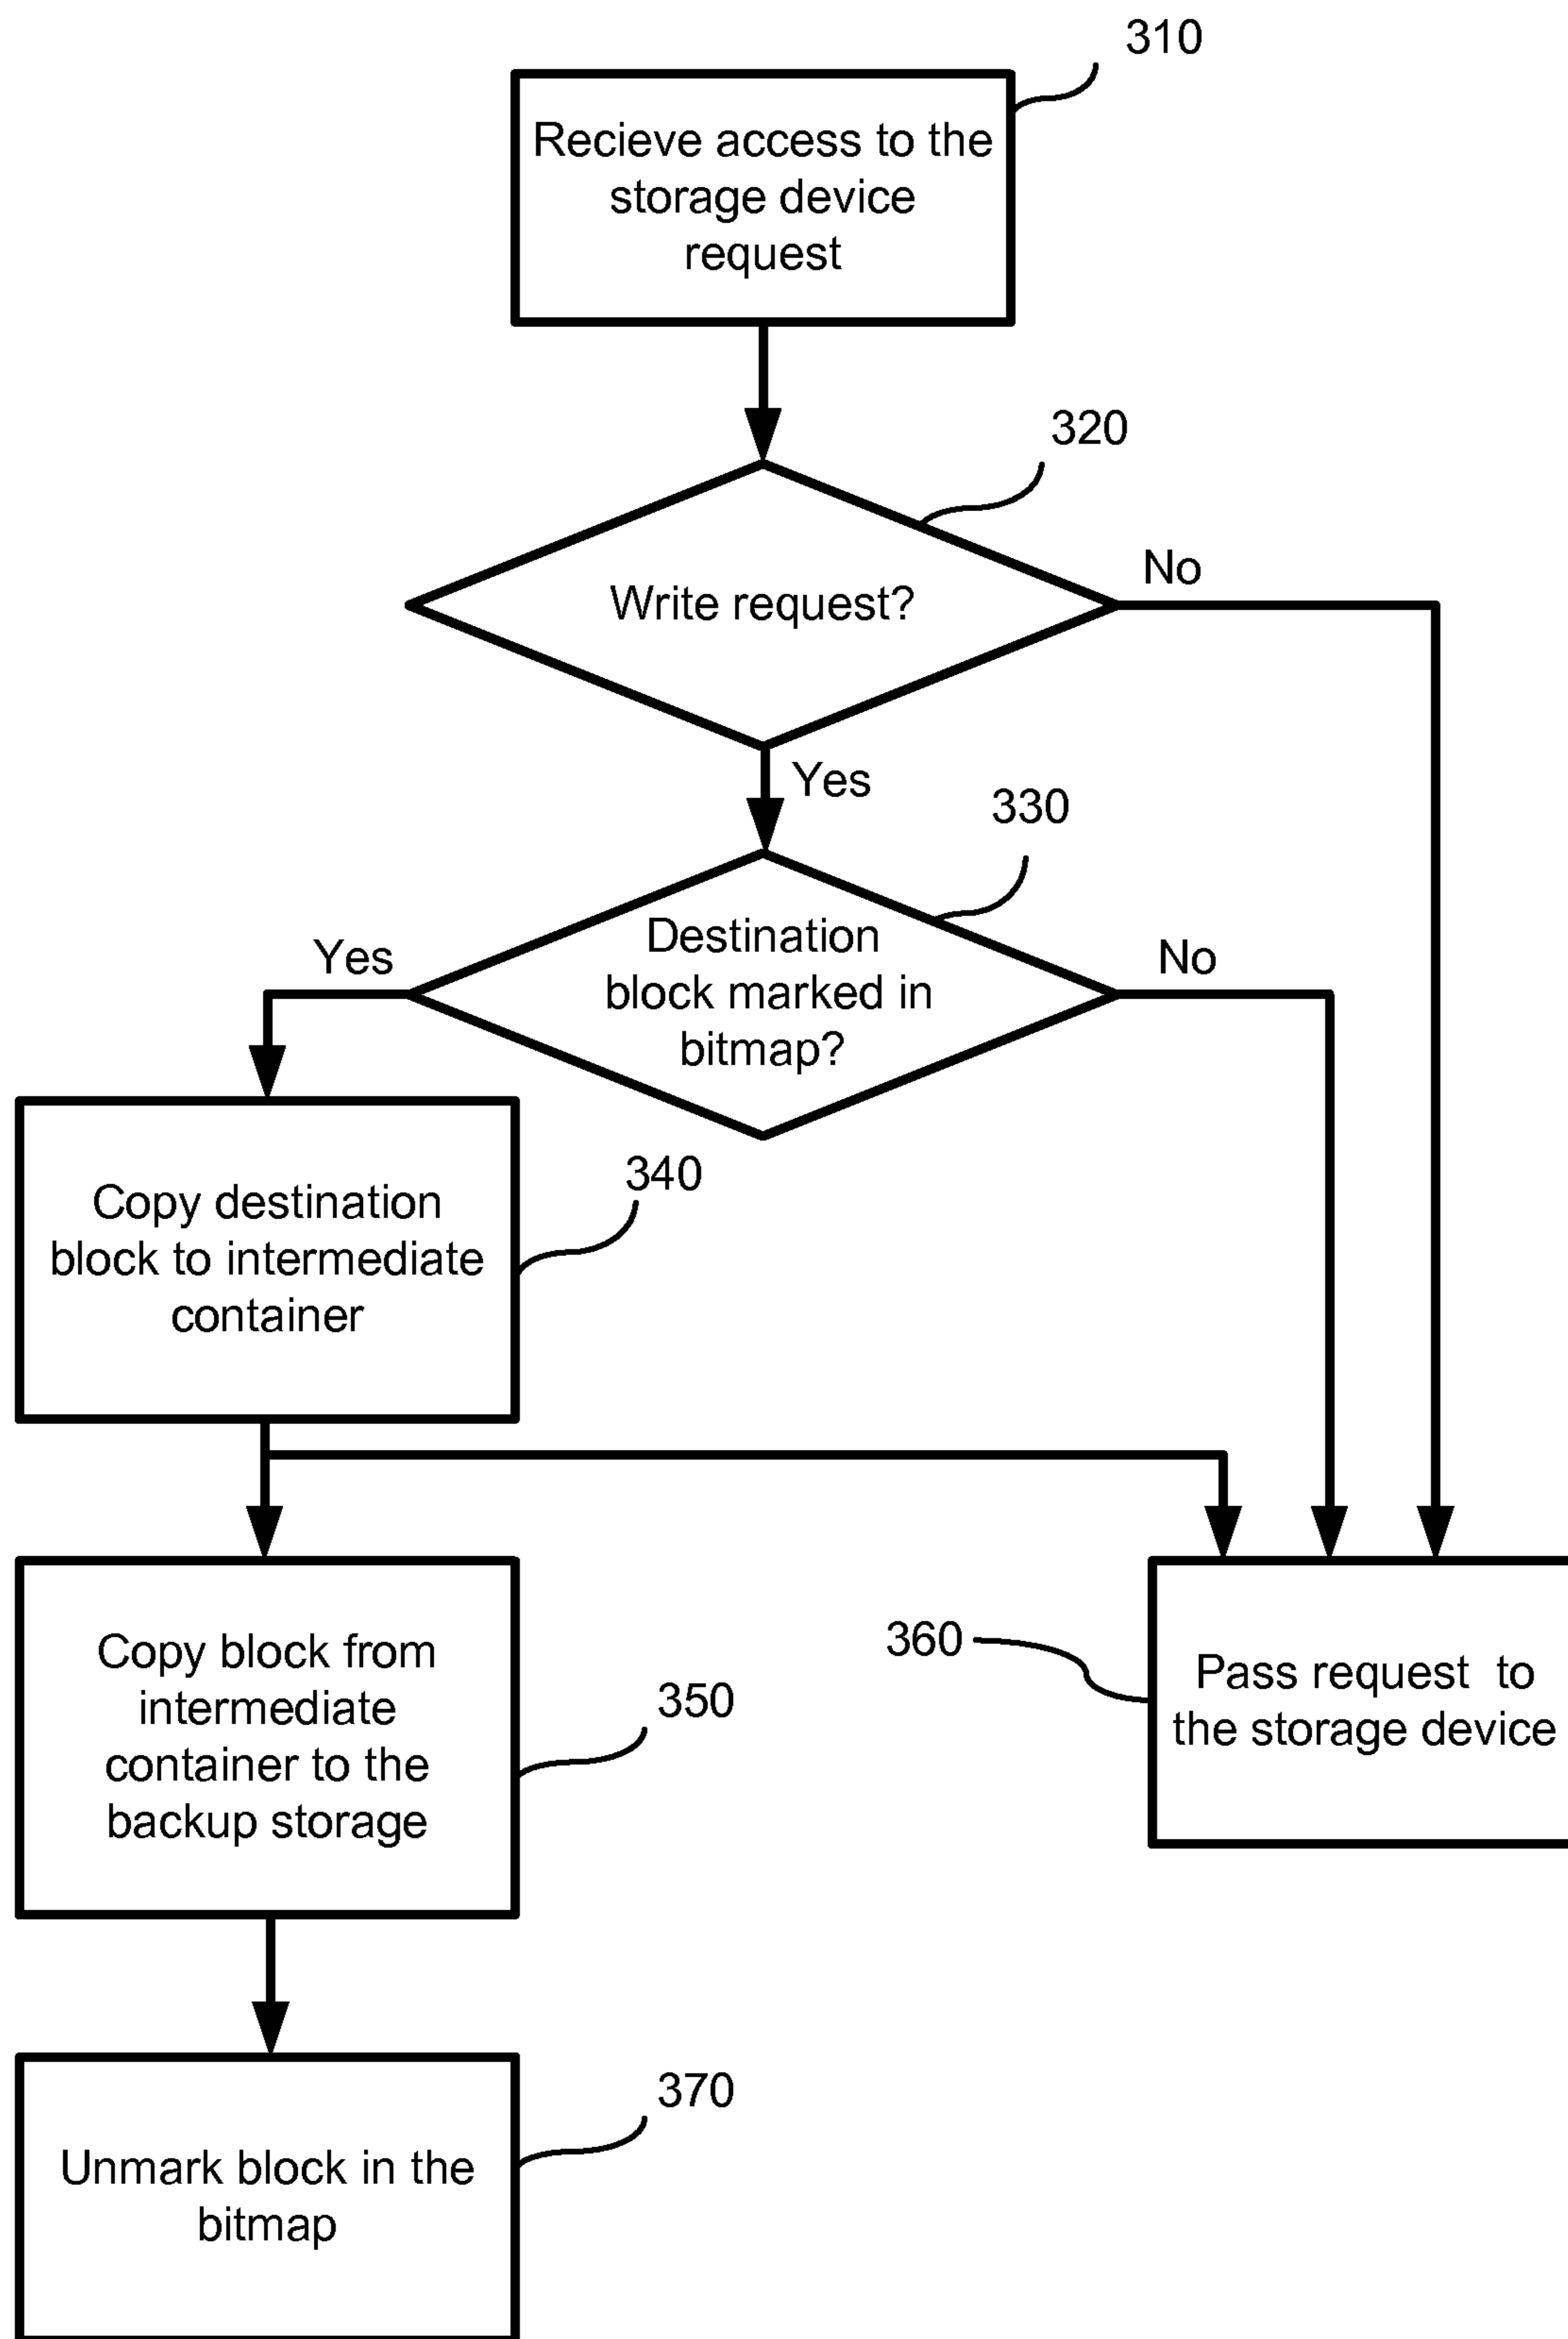 310
Recieve access to the
storage device
request
320
Write request?
No
Yes
330
Destination
block marked in
bitmap?
Yes
No
340
Copy destination
block to intermediate
container
350
Copy block from
intermediate
container to the
backup storage
360
Pass request  to
the storage device
370
Unmark block in the
bitmap